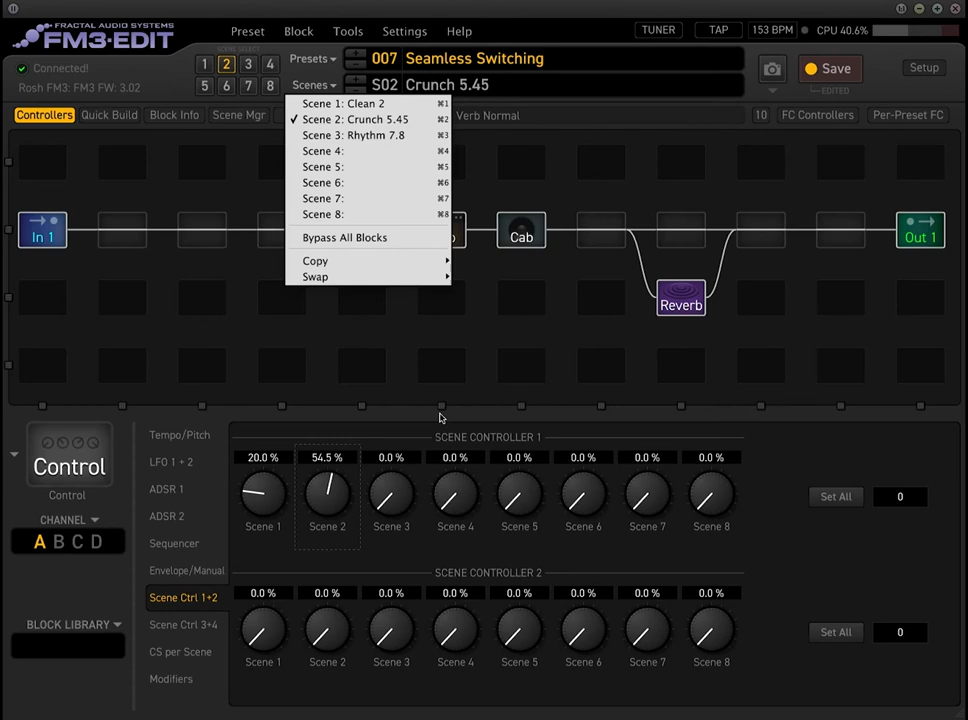 FRACTAL AUDIO SYSTEMS
FM3-EDIT
Preset Block Tools Settings Help
TUNER TAP 153 BPM CPU 40.6%
Connected!
Rosh FM3: FM3 FW: 3.02
SCENE SELECT
1 2 3 4
5 6 7 8
Presets 007 Seamless Switching
Scenes S02 Crunch 5.45
Save
EDITED
Setup
Controllers Quick Build Block Info Scene Mgr Verb Normal 10 FC Controllers Per-Preset FC
Scene 1: Clean 2 ⌘1
✓ Scene 2: Crunch 5.45 ⌘2
Scene 3: Rhythm 7.8 ⌘3
Scene 4: ⌘4
Scene 5: ⌘5
Scene 6: ⌘6
Scene 7: ⌘7
Scene 8: ⌘8
Bypass All Blocks
Copy
Swap
In 1 Cab Out 1
Reverb
Control
Control
CHANNEL
A B C D
BLOCK LIBRARY
Tempo/Pitch
LFO 1 + 2
ADSR 1
ADSR 2
Sequencer
Envelope/Manual
Scene Ctrl 1+2
Scene Ctrl 3+4
CS per Scene
Modifiers
SCENE CONTROLLER 1
20.0 % 54.5 % 0.0 % 0.0 % 0.0 % 0.0 % 0.0 % 0.0 %
Scene 1 Scene 2 Scene 3 Scene 4 Scene 5 Scene 6 Scene 7 Scene 8
Set All 0
SCENE CONTROLLER 2
0.0 % 0.0 % 0.0 % 0.0 % 0.0 % 0.0 % 0.0 % 0.0 %
Scene 1 Scene 2 Scene 3 Scene 4 Scene 5 Scene 6 Scene 7 Scene 8
Set All 0